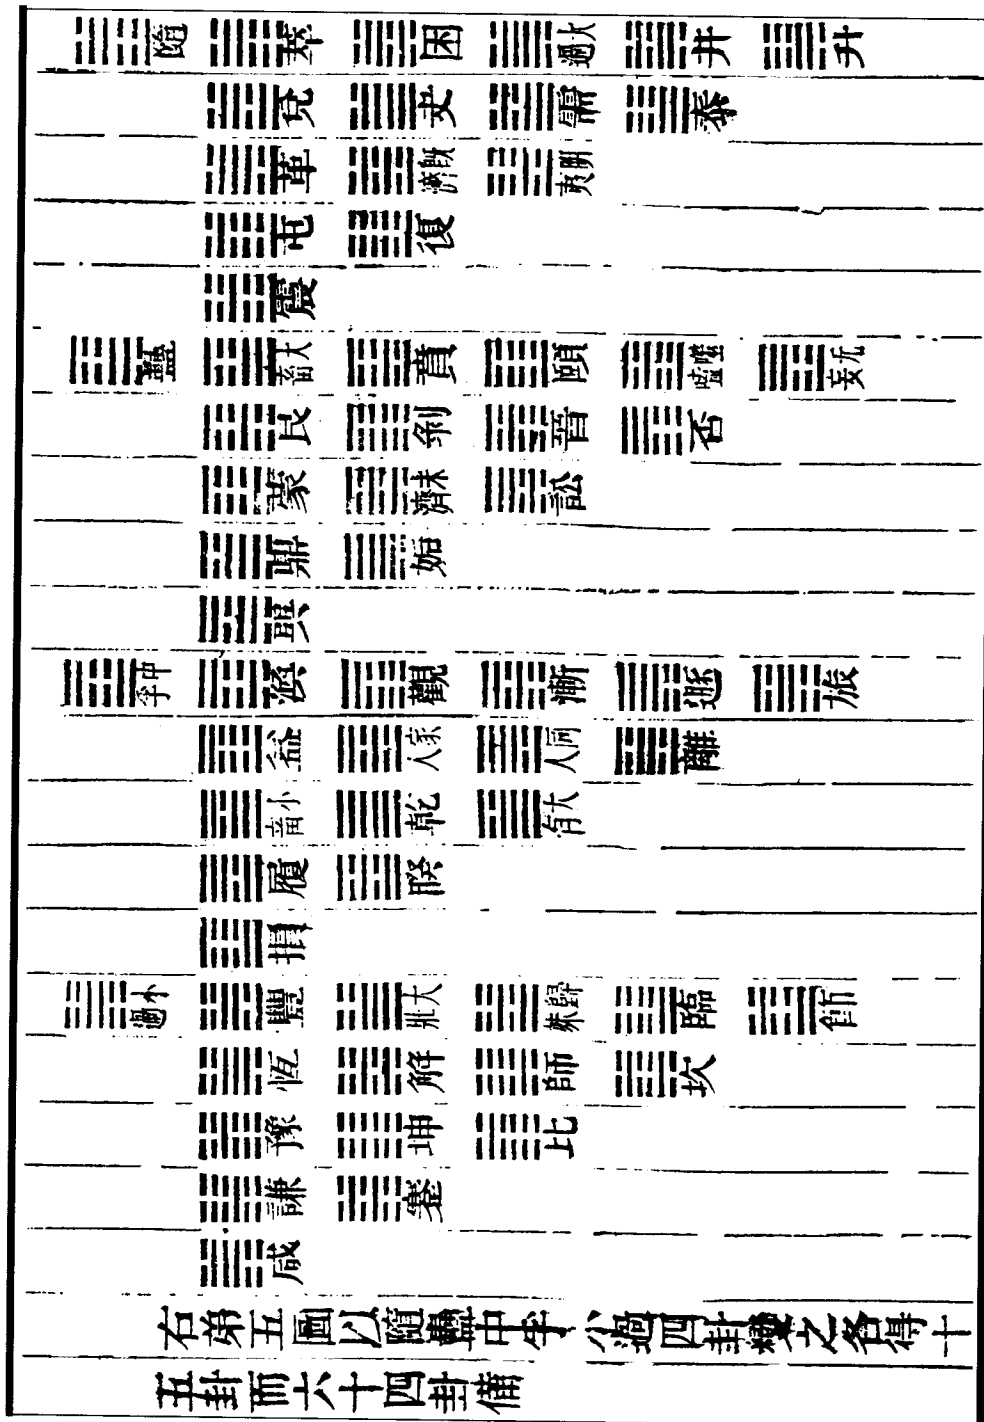 隨 萃 困 大過 井 升
兌 夬 需 泰
革 既濟 明夷
屯 復
震
蠱 大畜 賁 頤 噬嗑 无妄
艮 剝 晉 否
蒙 未濟 訟
鼎 姤
巽
中孚 渙 觀 漸 遯 旅
益 家人 同人 離
小畜 乾 大有
履 睽
損
小過 豐 大壯 歸妹 臨 節
恆 解 師 坎
豫 坤 比
謙 蹇
咸
右第五圖以隨蠱中孚小過四卦變之各得十
五卦而六十四卦備